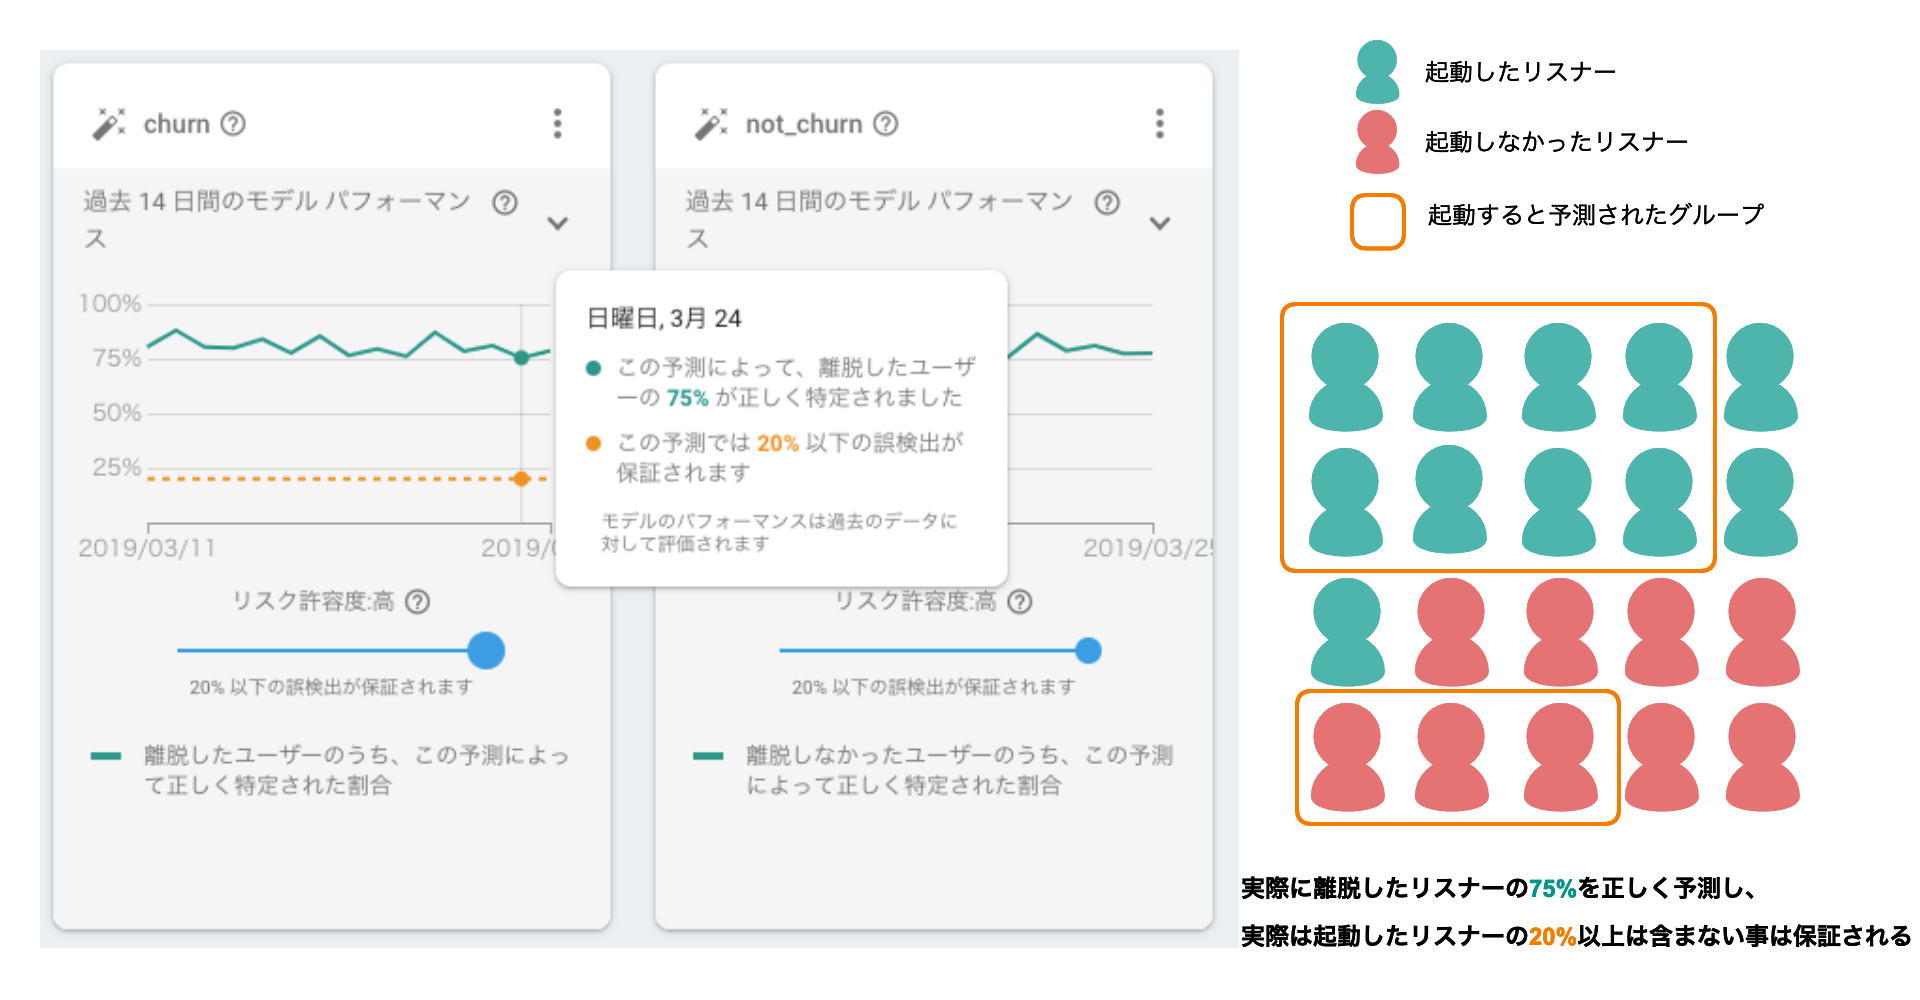 churn
過去 14 日間のモデル パフォーマン
ス
100%
75%
50%
25%
2019/03/11
2019/0
リスク許容度:高
20% 以下の誤検出が保証されます
離脱したユーザーのうち、この予測によっ
て正しく特定された割合
not_churn
過去 14 日間のモデル パフォーマン
ス
日曜日, 3月 24
この予測によって、離脱したユーザ
ーの 75% が正しく特定されました
この予測では 20% 以下の誤検出が
保証されます
モデルのパフォーマンスは過去のデータに
対して評価されます
2019/03/25
リスク許容度:高
20% 以下の誤検出が保証されます
離脱しなかったユーザーのうち、この予測
によって正しく特定された割合
起動したリスナー
起動しなかったリスナー
起動すると予測されたグループ
実際に離脱したリスナーの75%を正しく予測し、
実際は起動したリスナーの20%以上は含まない事は保証される